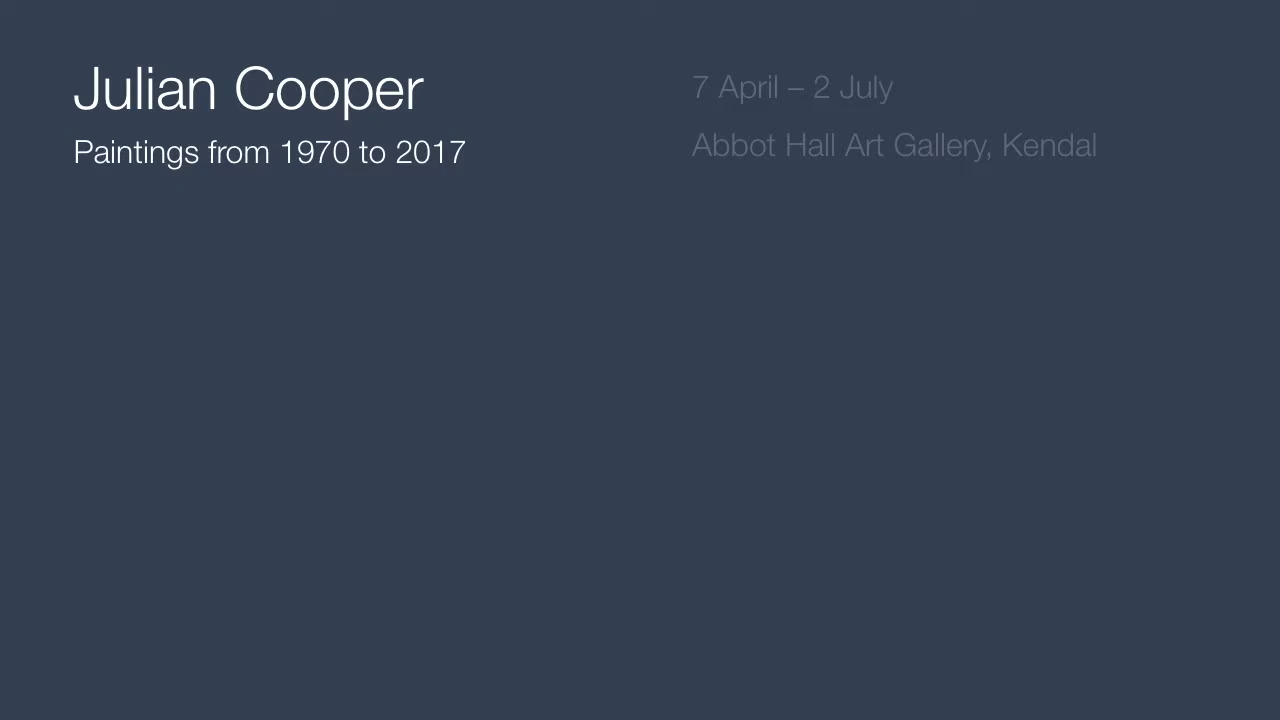 Julian Cooper
Paintings from 1970 to 2017
7 April – 2 July
Abbot Hall Art Gallery, Kendal